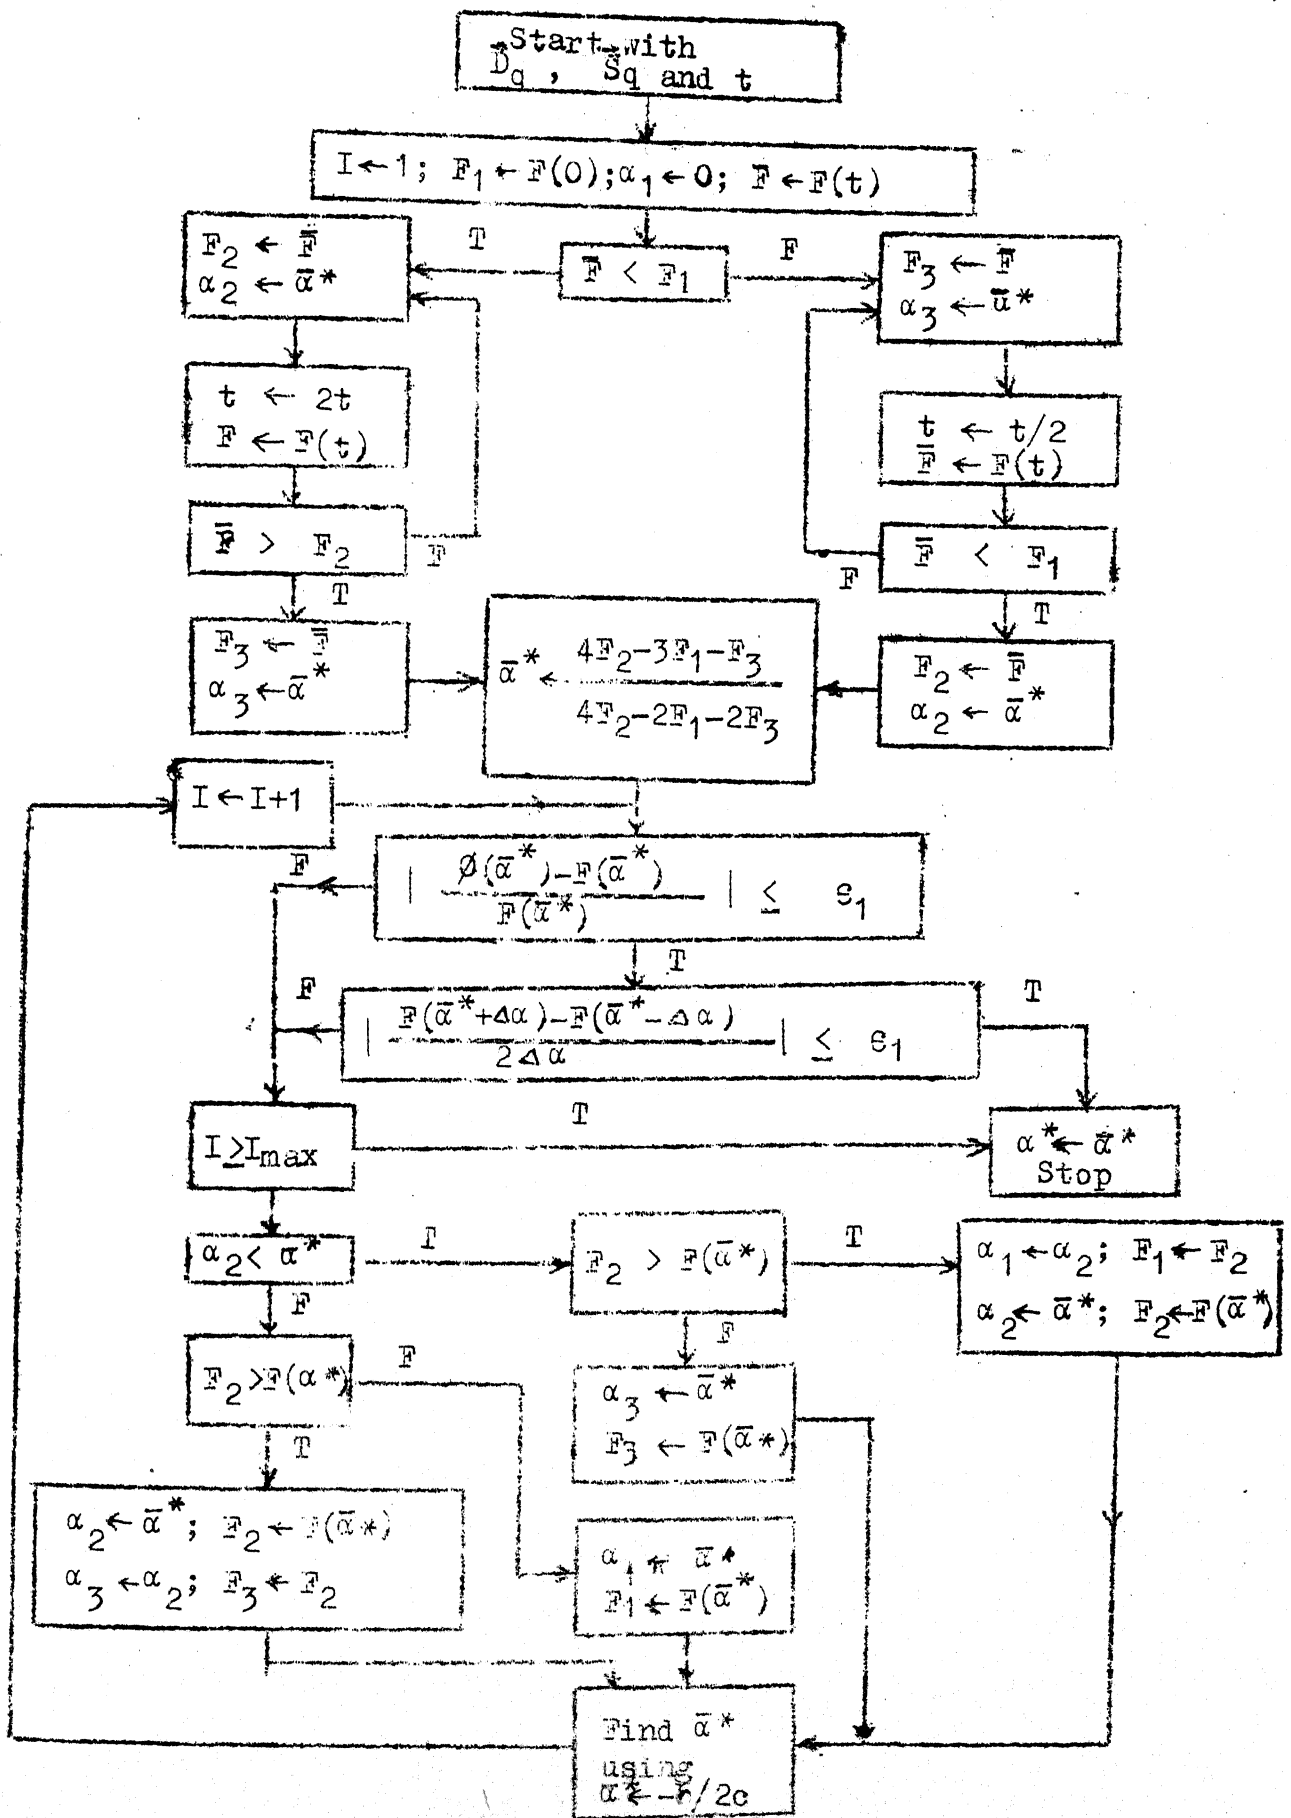 Start with
D⃗q , S⃗q and t
I ← 1; F₁ ← F(0); α₁ ← 0; F̄ ← F(t)
F̄ < F₁
T
F
F₂ ← F̄
α₂ ← ᾱ*
F₃ ← F̄
α₃ ← ᾱ*
t ← 2t
F̄ ← F(t)
t ← t/2
F̄ ← F(t)
F̄ > F₂
F
T
F̄ < F₁
F
T
F₃ ← F̄
α₃ ← ᾱ*
ᾱ* ← 4F₂-3F₁-F₃
4F₂-2F₁-2F₃
F₂ ← F̄
α₂ ← ᾱ*
I ← I+1
F
| Ø(ᾱ*)-F(ᾱ*)
F(ᾱ*) | ≤ ε₁
T
F
| F(ᾱ*+Δα)-F(ᾱ*-Δα)
2Δα | ≤ ε₁
T
I ≥ Imax
T
α* ← ᾱ*
Stop
α₂ < α*
T
F
F₂ > F(ᾱ*)
T
F
α₁ ← α₂; F₁ ← F₂
α₂ ← ᾱ*; F₂ ← F(ᾱ*)
F₂ > F(α*)
F
T
α₃ ← ᾱ*
F₃ ← F(ᾱ*)
α₂ ← ᾱ*; F₂ ← F(ᾱ*)
α₃ ← α₂; F₃ ← F₂
α₁ ← ᾱ*
F₁ ← F(ᾱ*)
Find ᾱ*
using
ᾱ* ← -b/2c